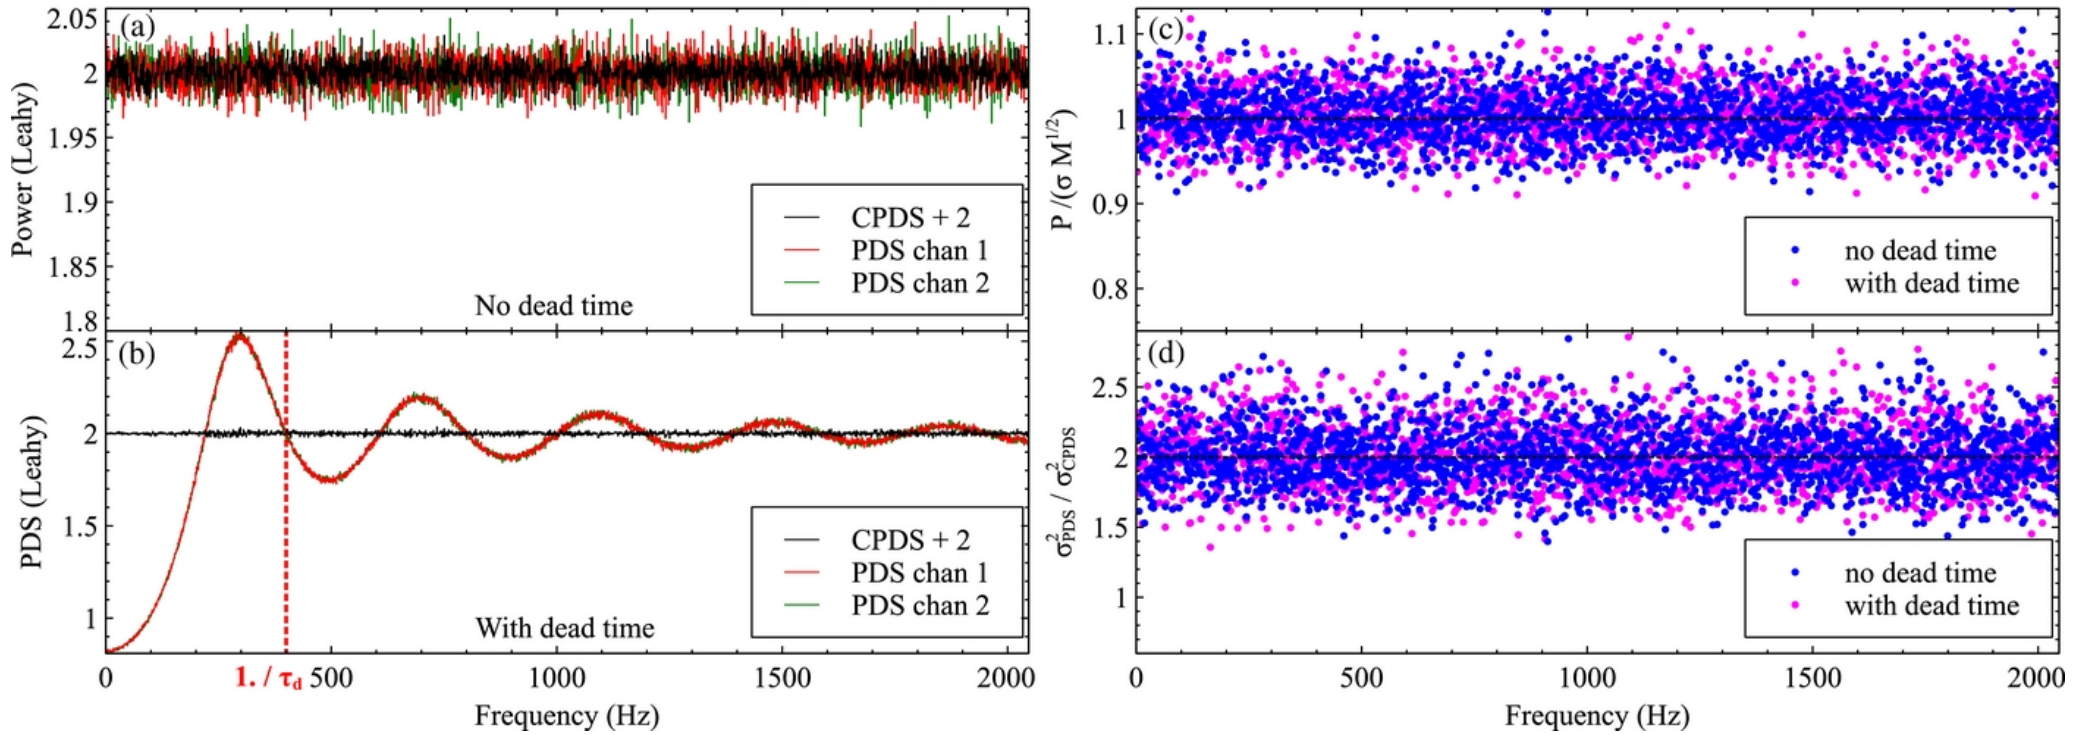 (a)
2.05
2
1.95
1.9
1.85
1.8
Power (Leahy)
CPDS + 2
PDS chan 1
PDS chan 2
No dead time
(b)
2.5
2
1.5
1
PDS (Leahy)
CPDS + 2
PDS chan 1
PDS chan 2
With dead time
0
1. / τd
500
1000
1500
2000
Frequency (Hz)
(c)
1.1
1
0.9
0.8
P /(σ M^1/2)
no dead time
with dead time
(d)
2.5
2
1.5
1
σ²PDS / σ²CPDS
no dead time
with dead time
0
500
1000
1500
2000
Frequency (Hz)